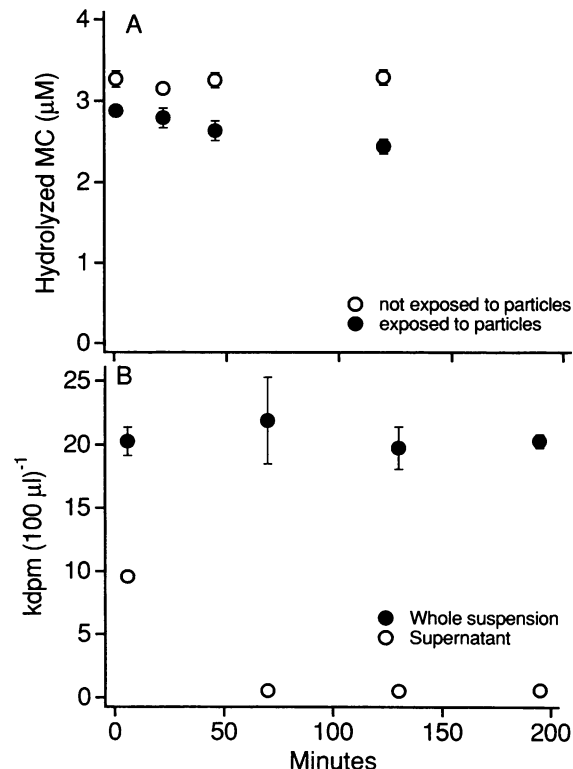 A
4
3
2
1
0
Hydrolyzed MC (μM)
not exposed to particles
exposed to particles
B
25
20
15
10
5
0
kdpm (100 μl)⁻¹
Whole suspension
Supernatant
0 50 100 150 200
Minutes